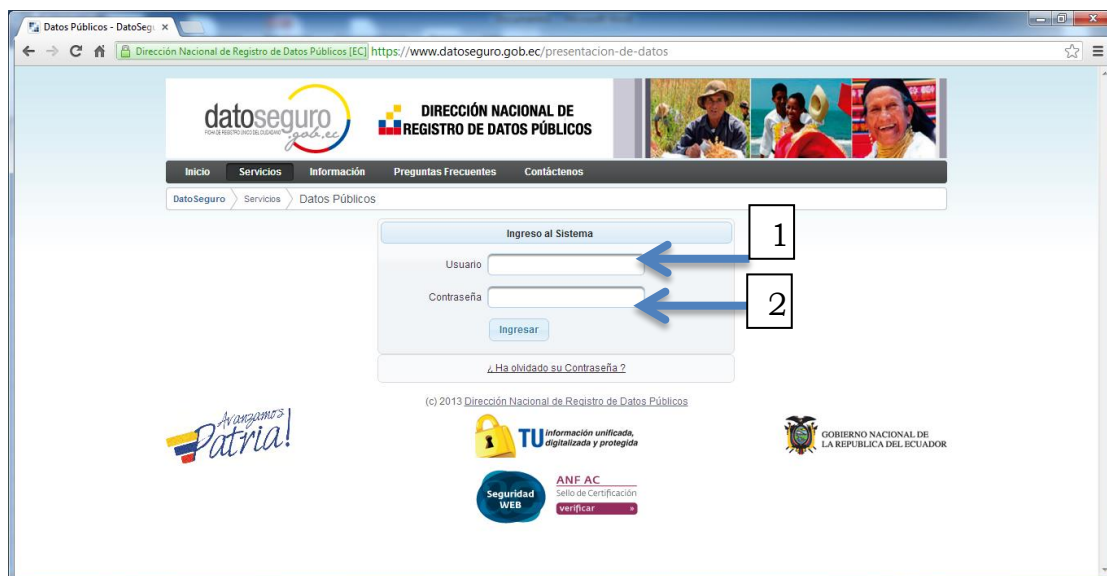 Datos Públicos - DatoSegu
Dirección Nacional de Registro de Datos Públicos [EC] https://www.datoseguro.gob.ec/presentacion-de-datos
datoseguro
.gob.ec
DIRECCIÓN NACIONAL DE
REGISTRO DE DATOS PÚBLICOS
Inicio Servicios Información Preguntas Frecuentes Contáctenos
DatoSeguro Servicios Datos Públicos
Ingreso al Sistema
1
Usuario
Contraseña
2
Ingresar
¿ Ha olvidado su Contraseña ?
(c) 2013 Dirección Nacional de Registro de Datos Públicos
Avanzamos
Patria!
TU información unificada,
digitalizada y protegida
GOBIERNO NACIONAL DE
LA REPUBLICA DEL ECUADOR
Seguridad
WEB
ANF AC
Sello de Certificación
verificar »